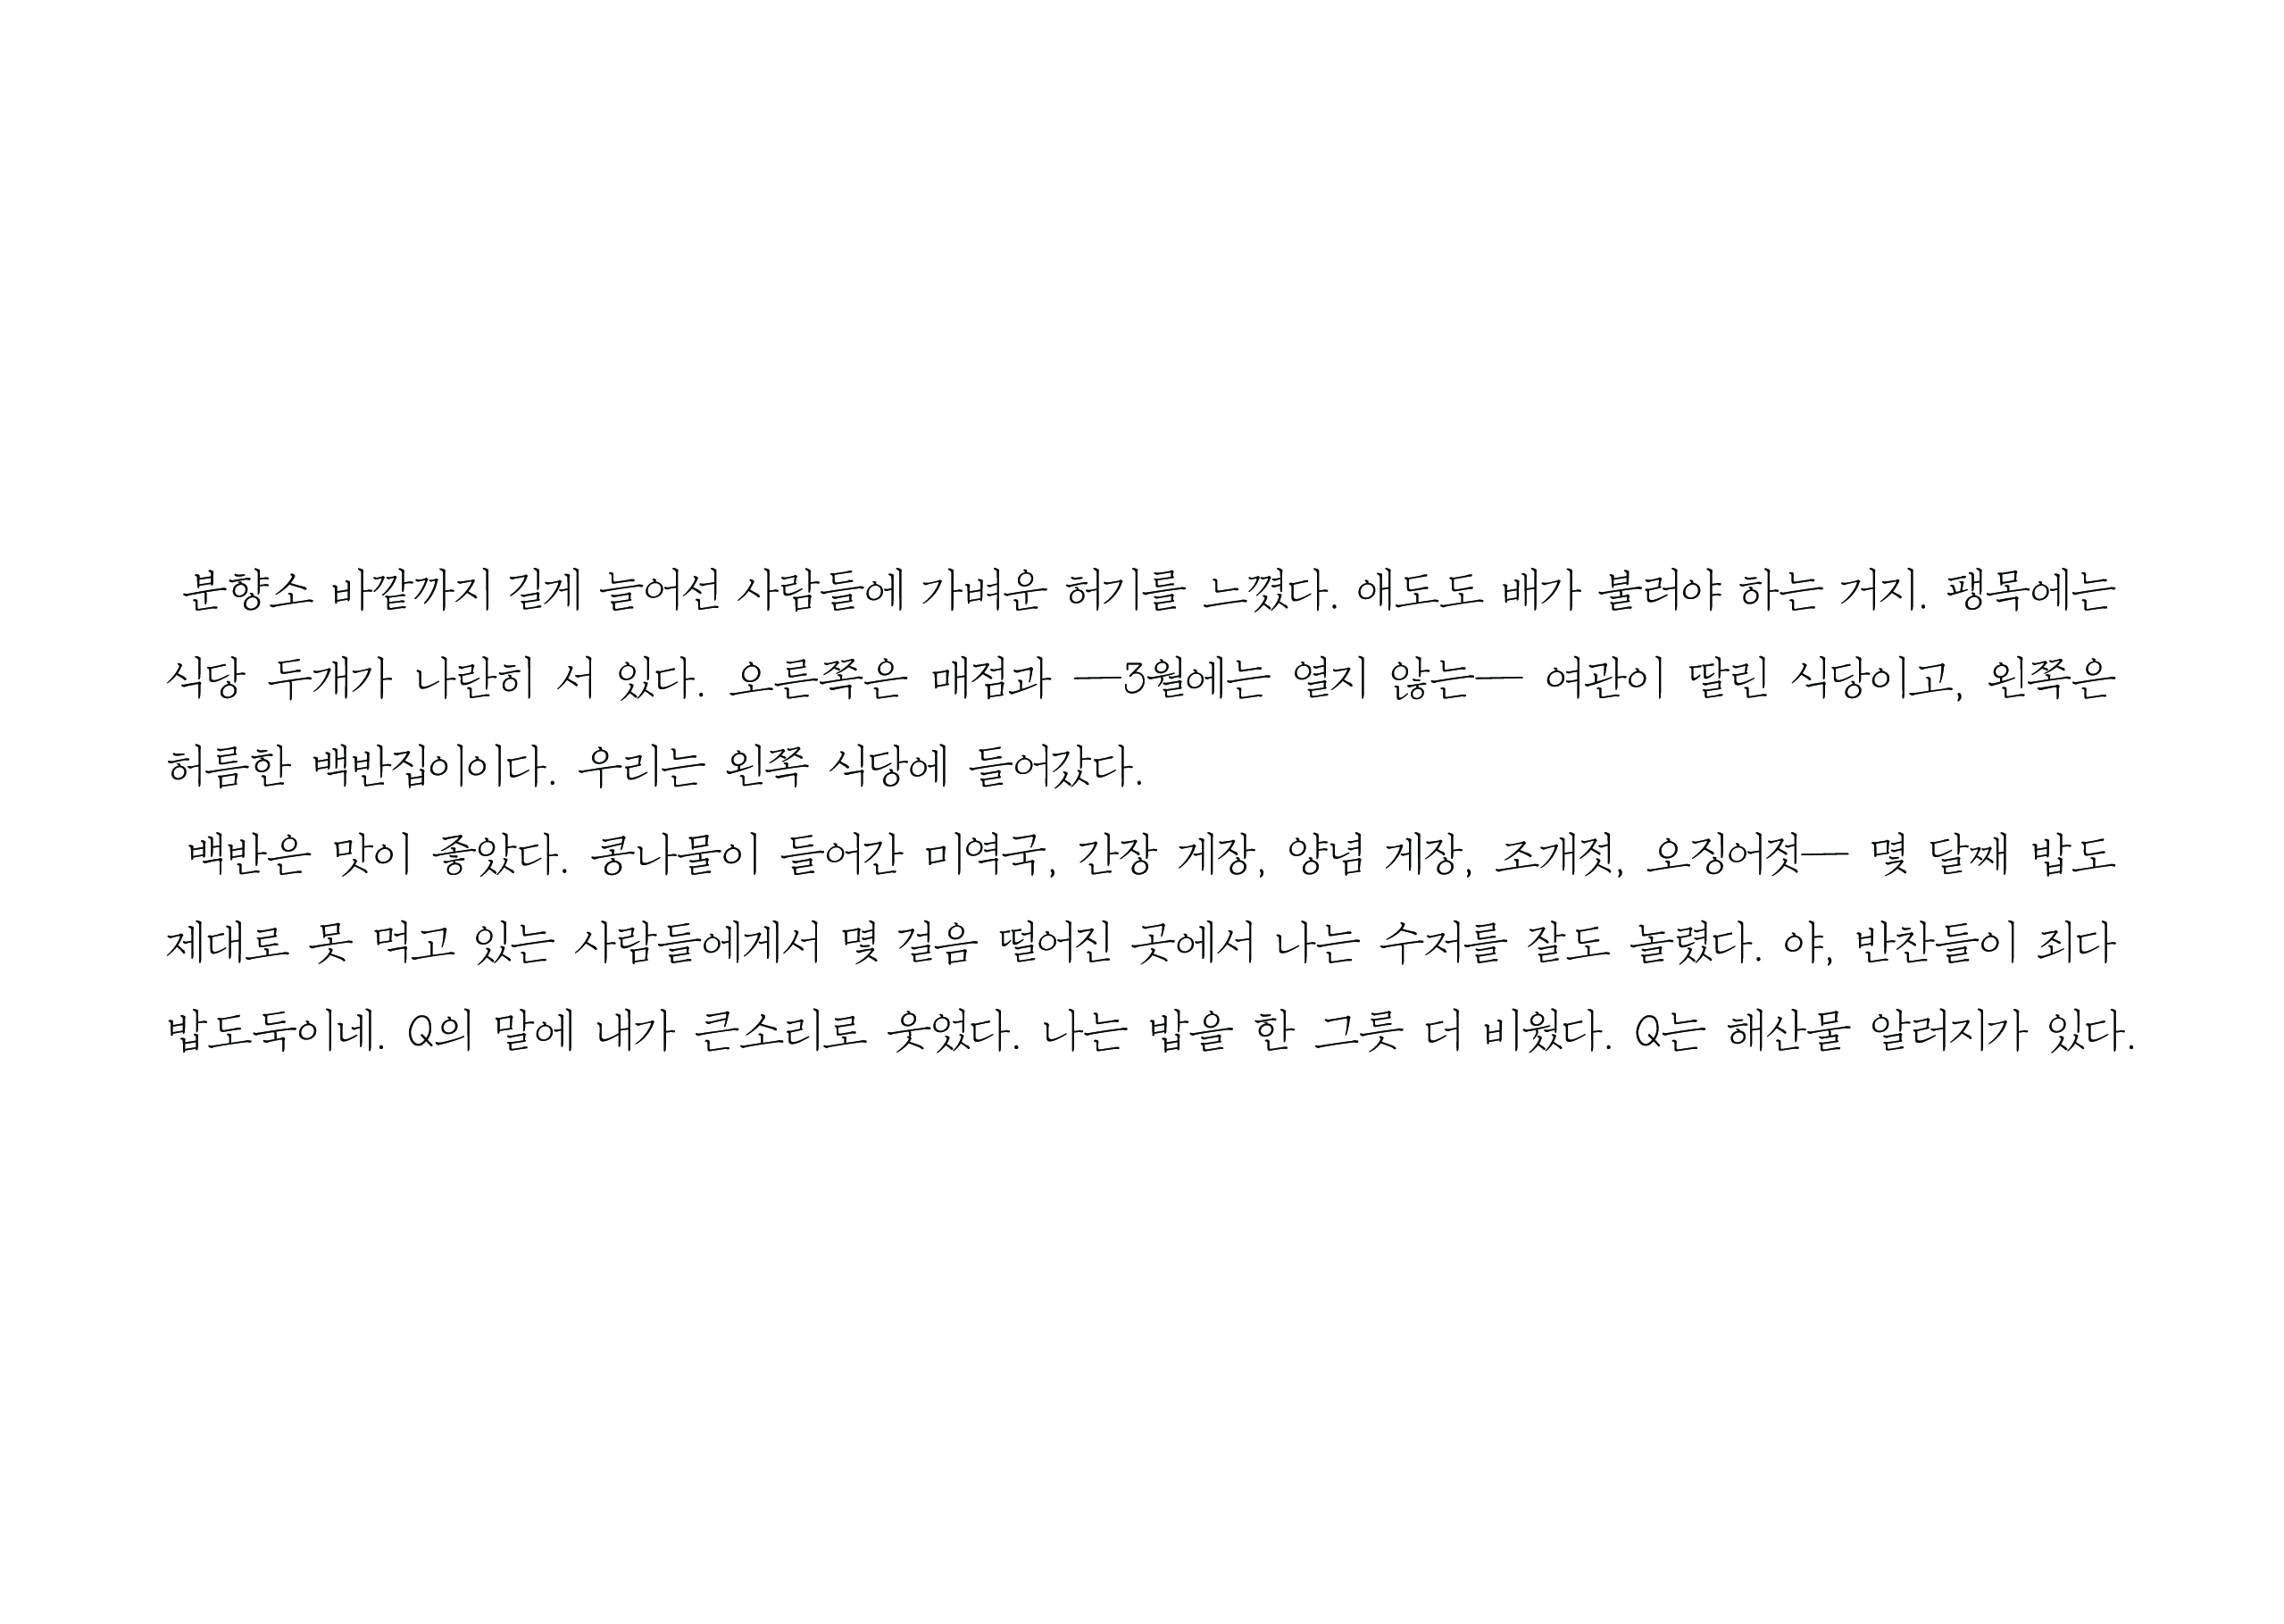 분향소 바깥까지 길게 늘어선 사람들에 가벼운 허기를 느꼈다. 애도도 배가 불러야 하는 거지. 팽목에는
식당 두개가 나란히 서 있다. 오른쪽은 매점과 —3월에는 열지 않는— 여관이 딸린 식당이고, 왼쪽은
허름한 백반집이이다. 우리는 왼쪽 식당에 들어갔다.
백반은 맛이 좋았다. 콩나물이 들어간 미역국, 간장 게장, 양념 게장, 조개젓, 오징어젓— 몇 달째 밥도
제대로 못 먹고 있는 사람들에게서 몇 걸음 떨어진 곳에서 나는 수저를 잘도 놀렸다. 야, 반찬들이 죄다
밥도둑이네. Q의 말에 내가 큰소리로 웃었다. 나는 밥을 한 그릇 더 비웠다. Q는 해산물 알러지가 있다.